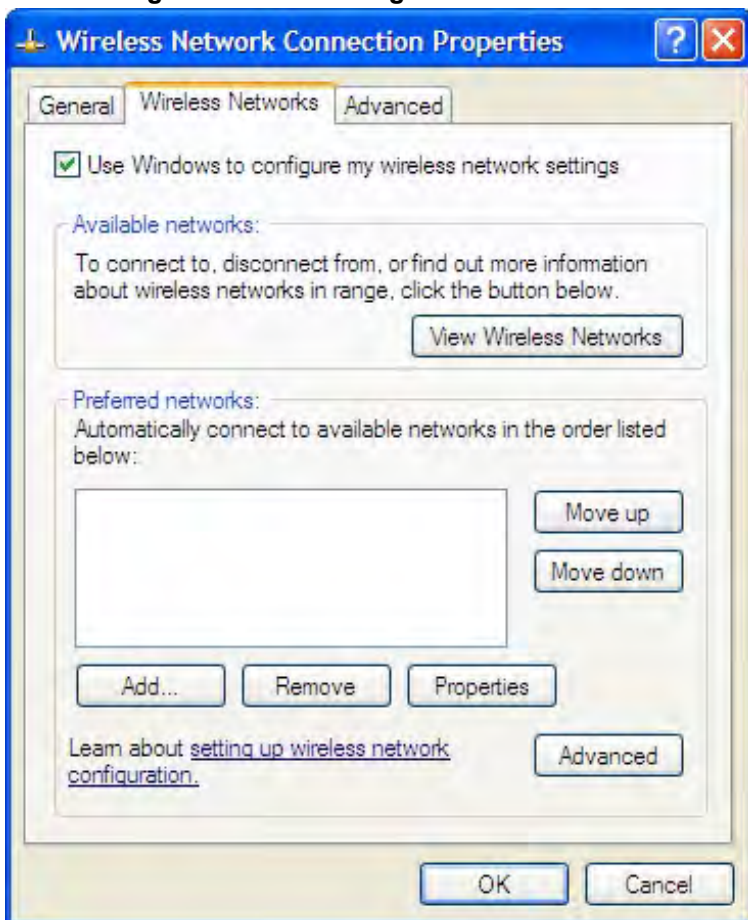 Wireless Network Connection Properties
General Wireless Networks Advanced
Use Windows to configure my wireless network settings
Available networks:
To connect to, disconnect from, or find out more information
about wireless networks in range, click the button below.
View Wireless Networks
Preferred networks:
Automatically connect to available networks in the order listed
below:
Move up
Move down
Add... Remove Properties
Learn about setting up wireless network
configuration.
Advanced
OK Cancel